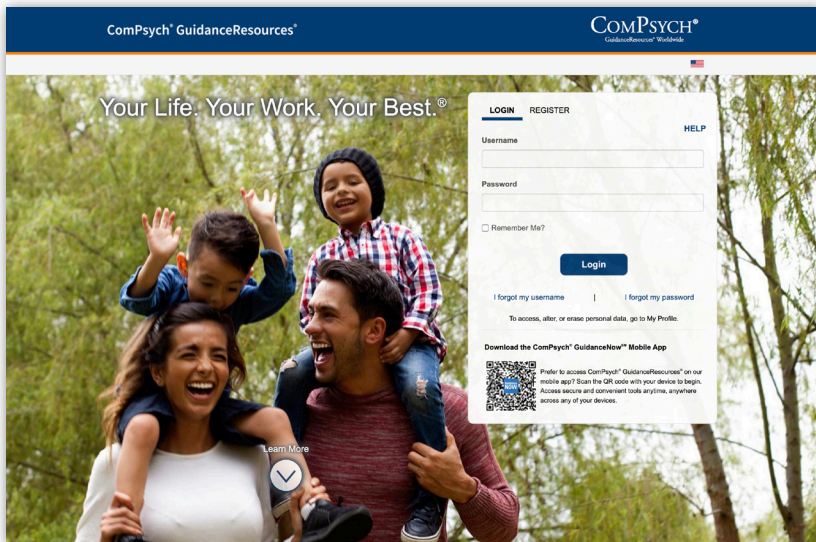 ComPsych® GuidanceResources®
COMPSYCH®
GuidanceResources® Worldwide
Your Life. Your Work. Your Best.®
LOGIN REGISTER
HELP
Username
Password
Remember Me?
Login
I forgot my username | I forgot my password
To access, alter, or erase personal data, go to My Profile.
Download the ComPsych® GuidanceNow℠ Mobile App
NOW
Prefer to access ComPsych® GuidanceResources® on our
mobile app? Scan the QR code with your device to begin.
Access secure and convenient tools anytime, anywhere
across any of your devices.
Learn More